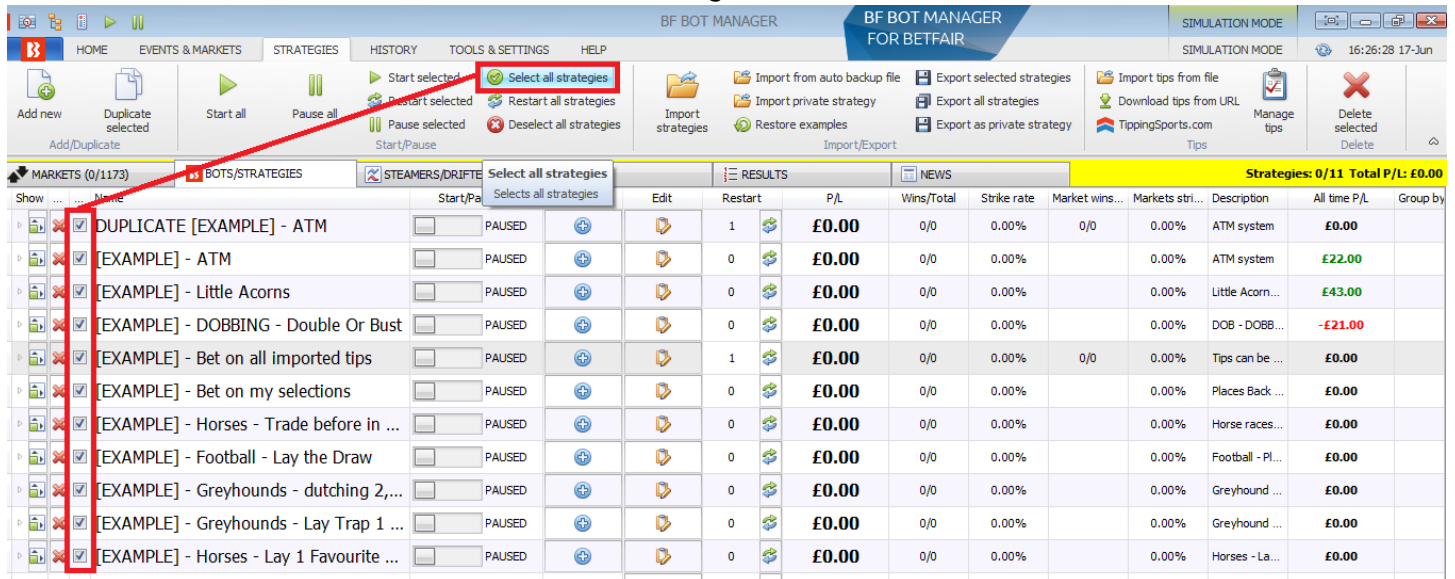 BF BOT MANAGER
BF BOT MANAGER
FOR BETFAIR
SIMULATION MODE
HOME EVENTS & MARKETS STRATEGIES HISTORY TOOLS & SETTINGS HELP
SIMULATION MODE 16:26:28 17-Jun
Add new
Duplicate selected
Add/Duplicate
Start all
Pause all
Start selected
Restart selected
Pause selected
Select all strategies
Restart all strategies
Deselect all strategies
Start/Pause
Import strategies
Import from auto backup file
Import private strategy
Restore examples
Export selected strategies
Export all strategies
Export as private strategy
Import/Export
Import tips from file
Download tips from URL
TippingSports.com
Manage tips
Tips
Delete selected
Delete
MARKETS (0/1173) BOTS/STRATEGIES STEAMERS/DRIFTE RESULTS NEWS Strategies: 0/11 Total P/L: £0.00
Select all strategies
Selects all strategies
Show ... ... Name Start/Pa Edit Restart P/L Wins/Total Strike rate Market wins... Markets stri... Description All time P/L Group by
DUPLICATE [EXAMPLE] - ATM PAUSED 1 £0.00 0/0 0.00% 0/0 0.00% ATM system £0.00
[EXAMPLE] - ATM PAUSED 0 £0.00 0/0 0.00% 0.00% ATM system £22.00
[EXAMPLE] - Little Acorns PAUSED 0 £0.00 0/0 0.00% 0.00% Little Acorn... £43.00
[EXAMPLE] - DOBBING - Double Or Bust PAUSED 0 £0.00 0/0 0.00% 0.00% DOB - DOBB... -£21.00
[EXAMPLE] - Bet on all imported tips PAUSED 1 £0.00 0/0 0.00% 0/0 0.00% Tips can be ... £0.00
[EXAMPLE] - Bet on my selections PAUSED 0 £0.00 0/0 0.00% 0.00% Places Back ... £0.00
[EXAMPLE] - Horses - Trade before in ... PAUSED 0 £0.00 0/0 0.00% 0.00% Horse races... £0.00
[EXAMPLE] - Football - Lay the Draw PAUSED 0 £0.00 0/0 0.00% 0.00% Football - Pl... £0.00
[EXAMPLE] - Greyhounds - dutching 2,... PAUSED 0 £0.00 0/0 0.00% 0.00% Greyhound ... £0.00
[EXAMPLE] - Greyhounds - Lay Trap 1 ... PAUSED 0 £0.00 0/0 0.00% 0.00% Greyhound ... £0.00
[EXAMPLE] - Horses - Lay 1 Favourite ... PAUSED 0 £0.00 0/0 0.00% 0.00% Horses - La... £0.00